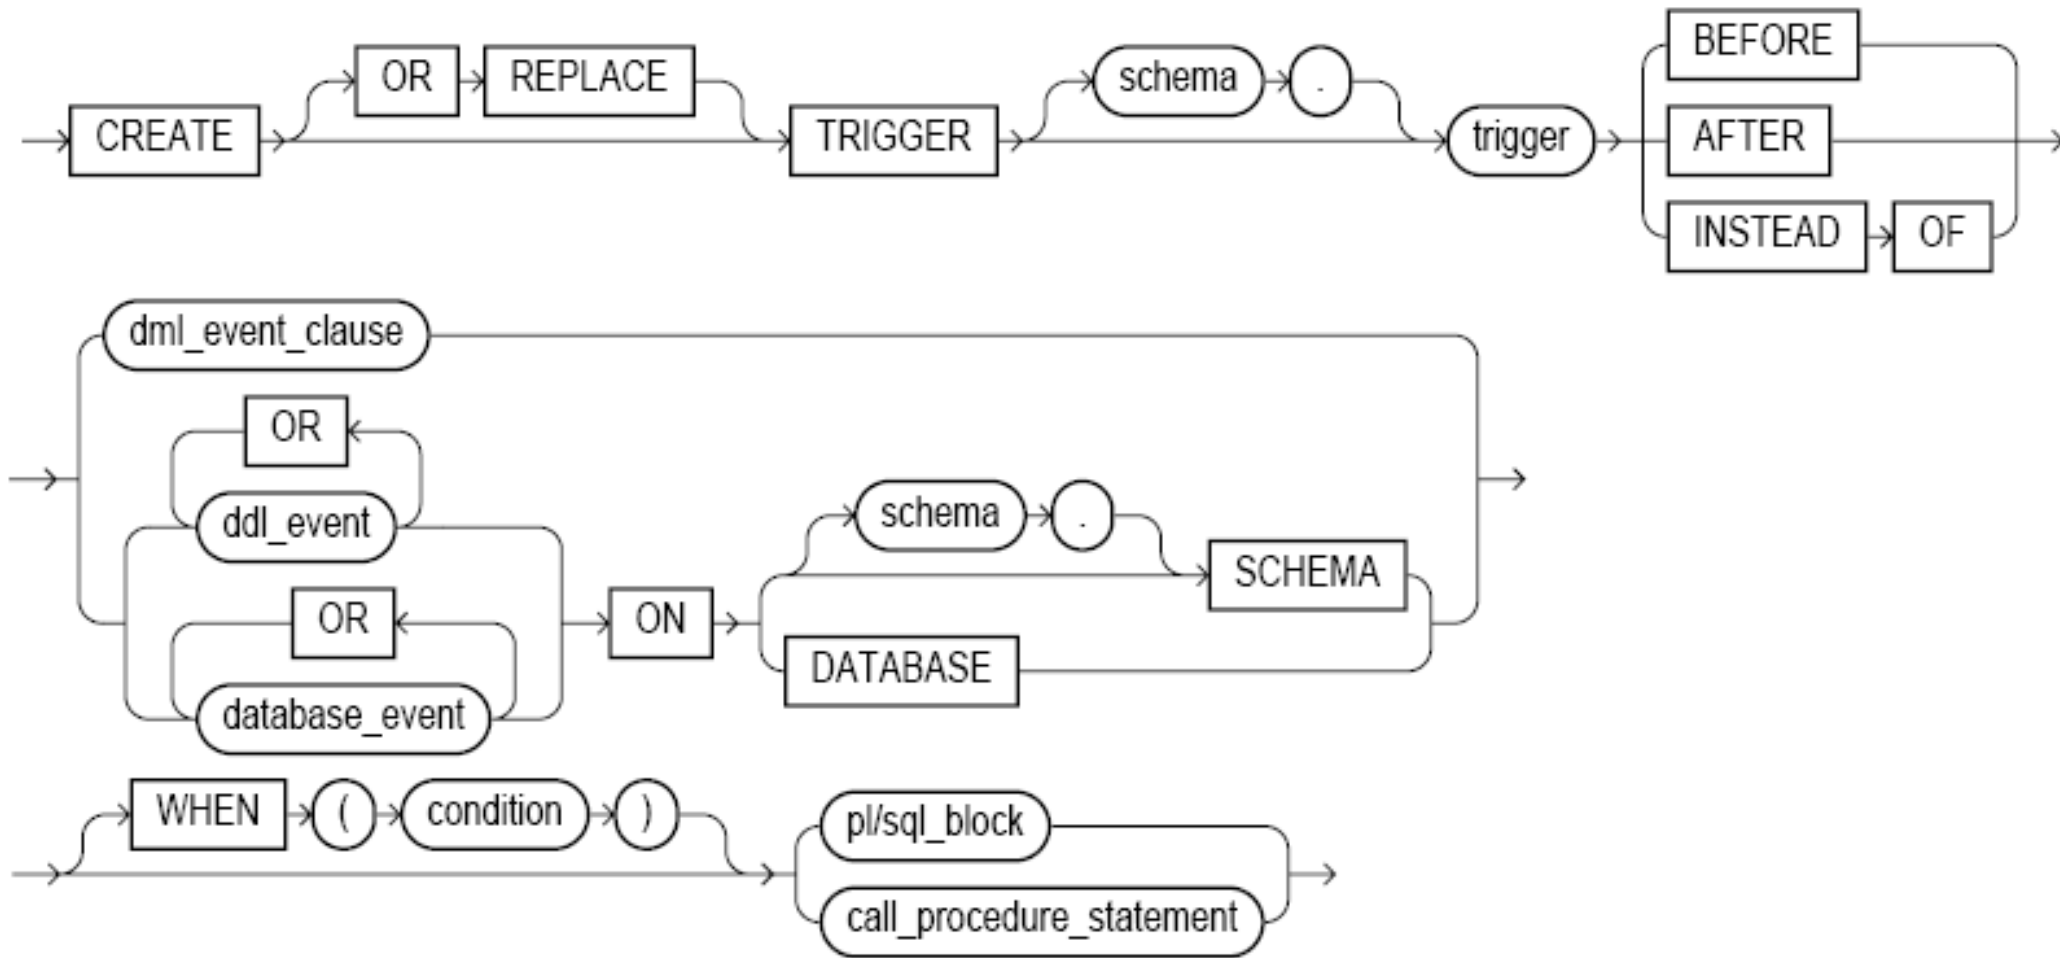 OR REPLACE schema . BEFORE
CREATE TRIGGER trigger AFTER
INSTEAD OF
dml_event_clause
OR
ddl_event schema .
SCHEMA
OR ON
DATABASE
database_event
WHEN ( condition ) pl/sql_block
call_procedure_statement